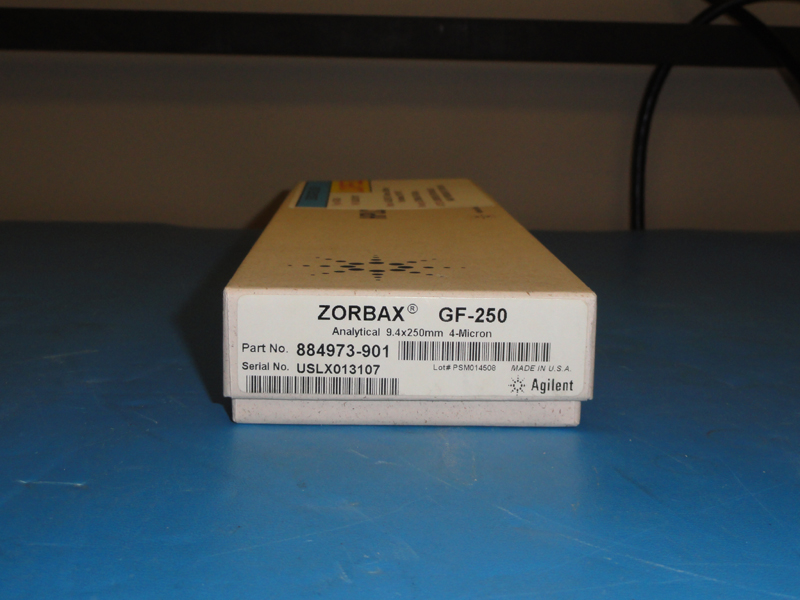 ZORBAX® GF-250
Analytical 9.4x250mm 4-Micron
Part No. 884973-901
Serial No. USLX013107
Lot# PSM014508 MADE IN U.S.A.
Agilent